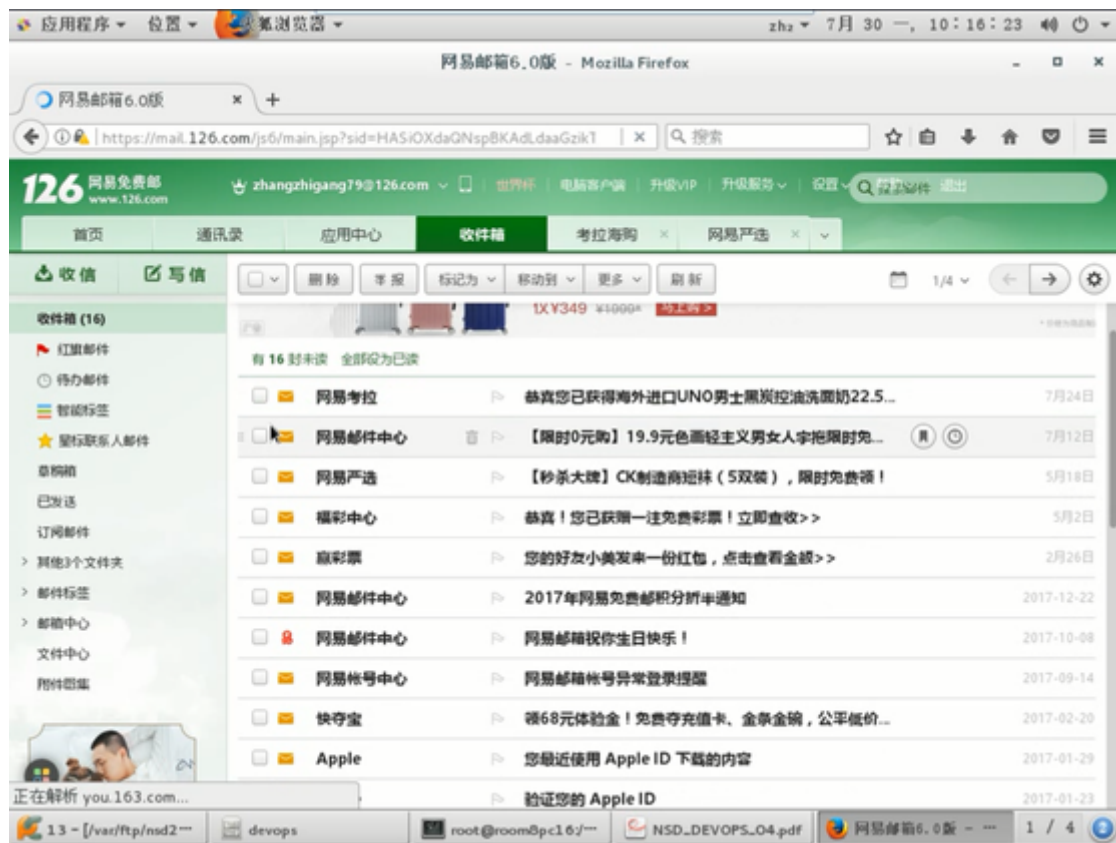 应用程序 位置 火狐浏览器 zh2 7月 30 一, 10:16:23
网易邮箱6.0版 - Mozilla Firefox
网易邮箱6.0版
https://mail.126.com/js6/main.jsp?sid=HASiOXdaQNspBKAdLdaaGzikT 搜索
126 网易免费邮 www.126.com zhangzhigang79@126.com 世界杯 电脑客户端 升级VIP 升级服务 设置 退出
首页 通讯录 应用中心 收件箱 考拉海购 网易严选
收信 写信 删除 举报 标记为 移动到 更多 刷新 1/4
收件箱 (16)
红旗邮件
待办邮件
智能标签
星标联系人邮件
草稿箱
已发送
订阅邮件
其他3个文件夹
邮件标签
邮箱中心
文件中心
附件图集
1X ¥349 马上购 >
有 16 封未读 全部设为已读
网易考拉 恭喜您已获得海外进口UNO男士黑炭控油洗面奶22.5... 7月24日
网易邮件中心 【限时0元购】19.9元色画轻主义男女人字拖限时免... 7月12日
网易严选 【秒杀大牌】CK制造商短袜（5双装），限时免费领！ 5月18日
福彩中心 恭喜！您已获赠一注免费彩票！立即查收>> 5月2日
赢彩票 您的好友小美发来一份红包，点击查看金额>> 2月26日
网易邮件中心 2017年网易免费邮积分折半通知 2017-12-22
网易邮件中心 网易邮箱祝你生日快乐！ 2017-10-08
网易帐号中心 网易邮箱帐号异常登录提醒 2017-09-14
快夺宝 领68元体验金！免费夺充值卡、金条金碗，公平低价... 2017-02-20
Apple 您最近使用 Apple ID 下载的内容 2017-01-29
验证您的 Apple ID 2017-01-23
正在解析 you.163.com...
13 - [/var/ftp/nsd2… devops root@room8pc16:/… NSD_DEVOPS_04.pdf 网易邮箱6.0版 - … 1 / 4